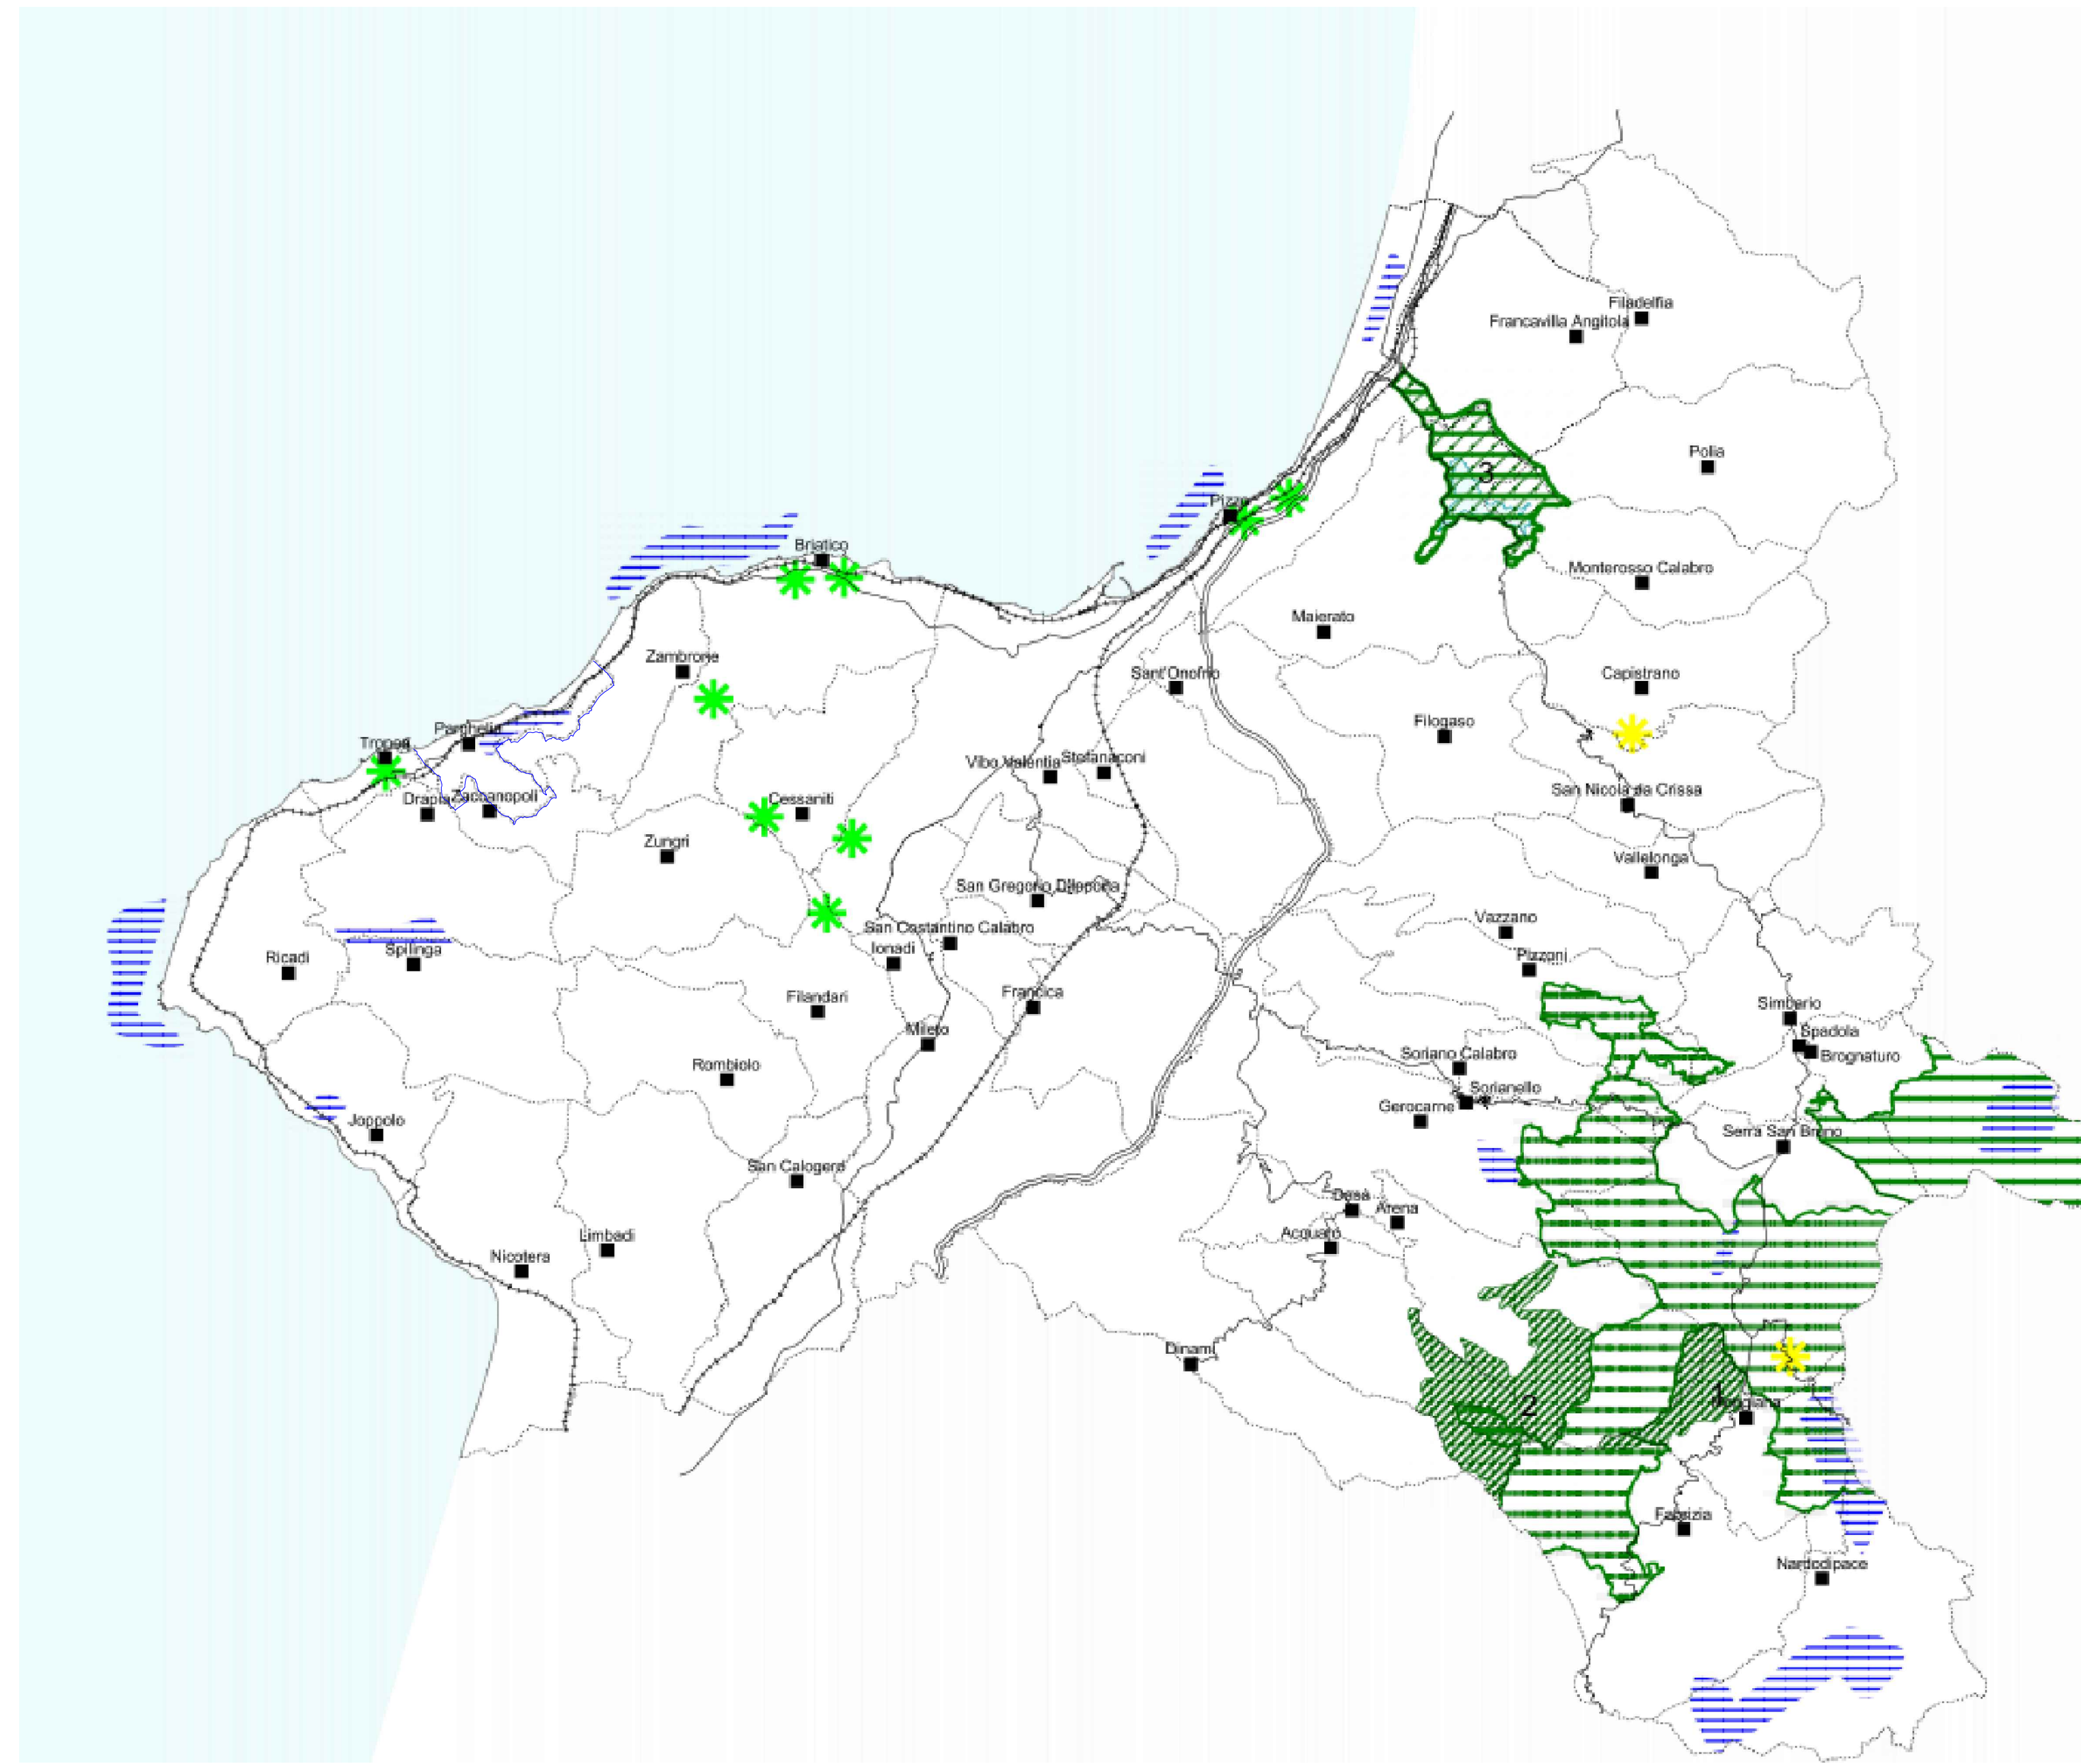 Filadelfia
Francavilla Angitola
Polia
3
Pizzo
Briatico
Monterosso Calabro
Maierato
Zambrone
Sant'Onofrio
Capistrano
Filogaso
Parghelia
Tropea
Vibo Valentia
Stefanaconi
San Nicola da Crissa
Drapia
Zaccanopoli
Cessaniti
Zungri
Vallelonga
San Gregorio
Vazzano
San Costantino Calabro
Ionadi
Spilinga
Ricadi
Pizzoni
Filandari
Francica
Simbario
Mileto
Spadola
Brognaturo
Soriano Calabro
Rombiolo
Sorianello
Gerocarne
Joppolo
Serra San Bruno
San Calogero
Dasà
Arena
Acquaro
Limbadi
Nicotera
Dinami
1
2
Fabrizia
Nardodipace